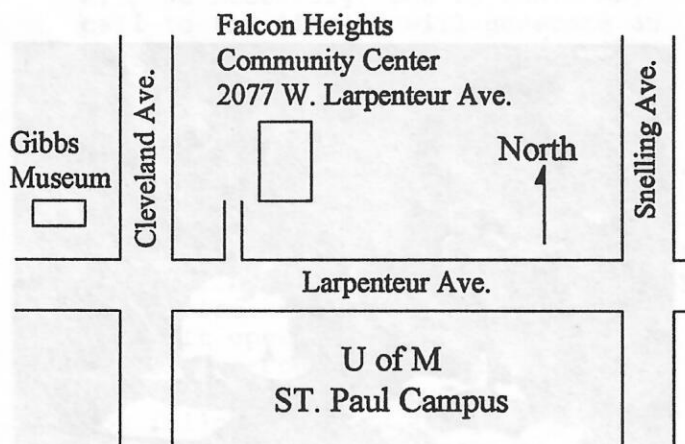 Falcon Heights
Community Center
2077 W. Larpenteur Ave.
Gibbs
Museum
Cleveland Ave.
North
Snelling Ave.
Larpenteur Ave.
U of M
ST. Paul Campus